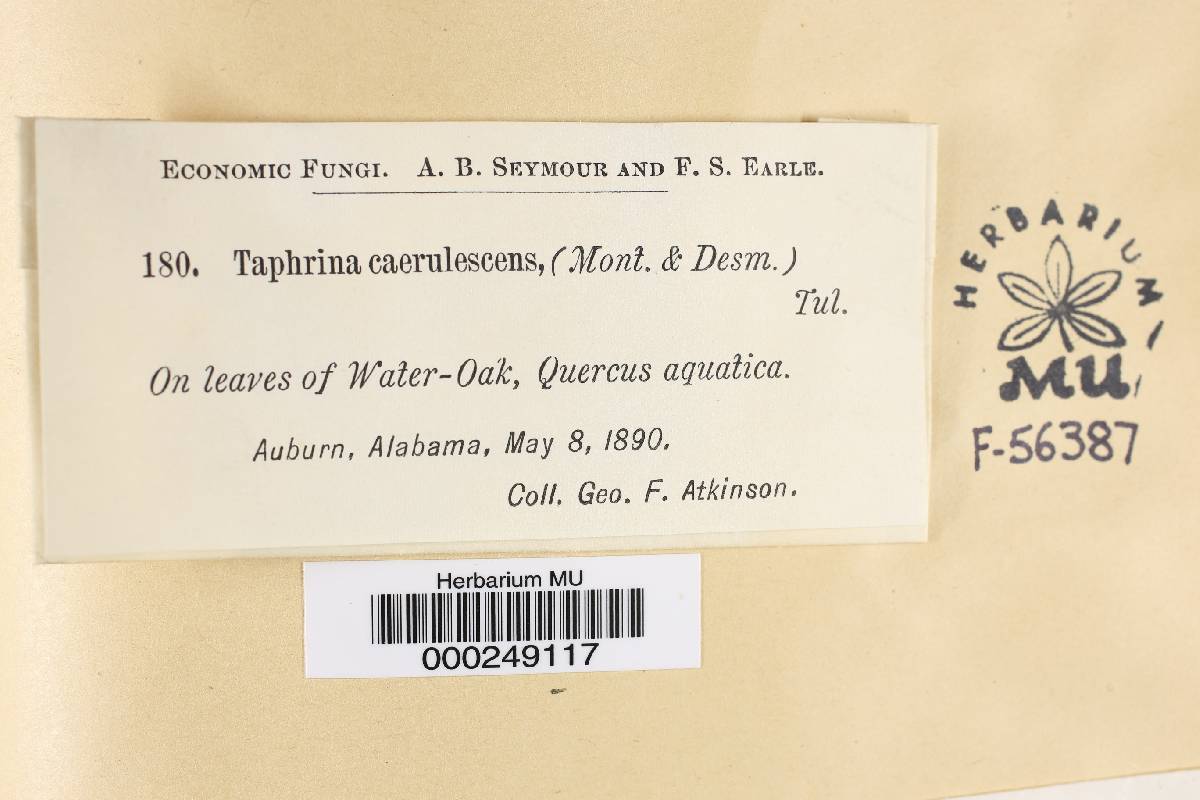 Economic Fungi. A. B. Seymour and F. S. Earle.
180. Taphrina caerulescens, (Mont. & Desm.)
Tul.
On leaves of Water-Oak, Quercus aquatica.
Auburn, Alabama, May 8, 1890.
Coll. Geo. F. Atkinson.
HERBARIUM
MU
F-56387
Herbarium MU
000249117